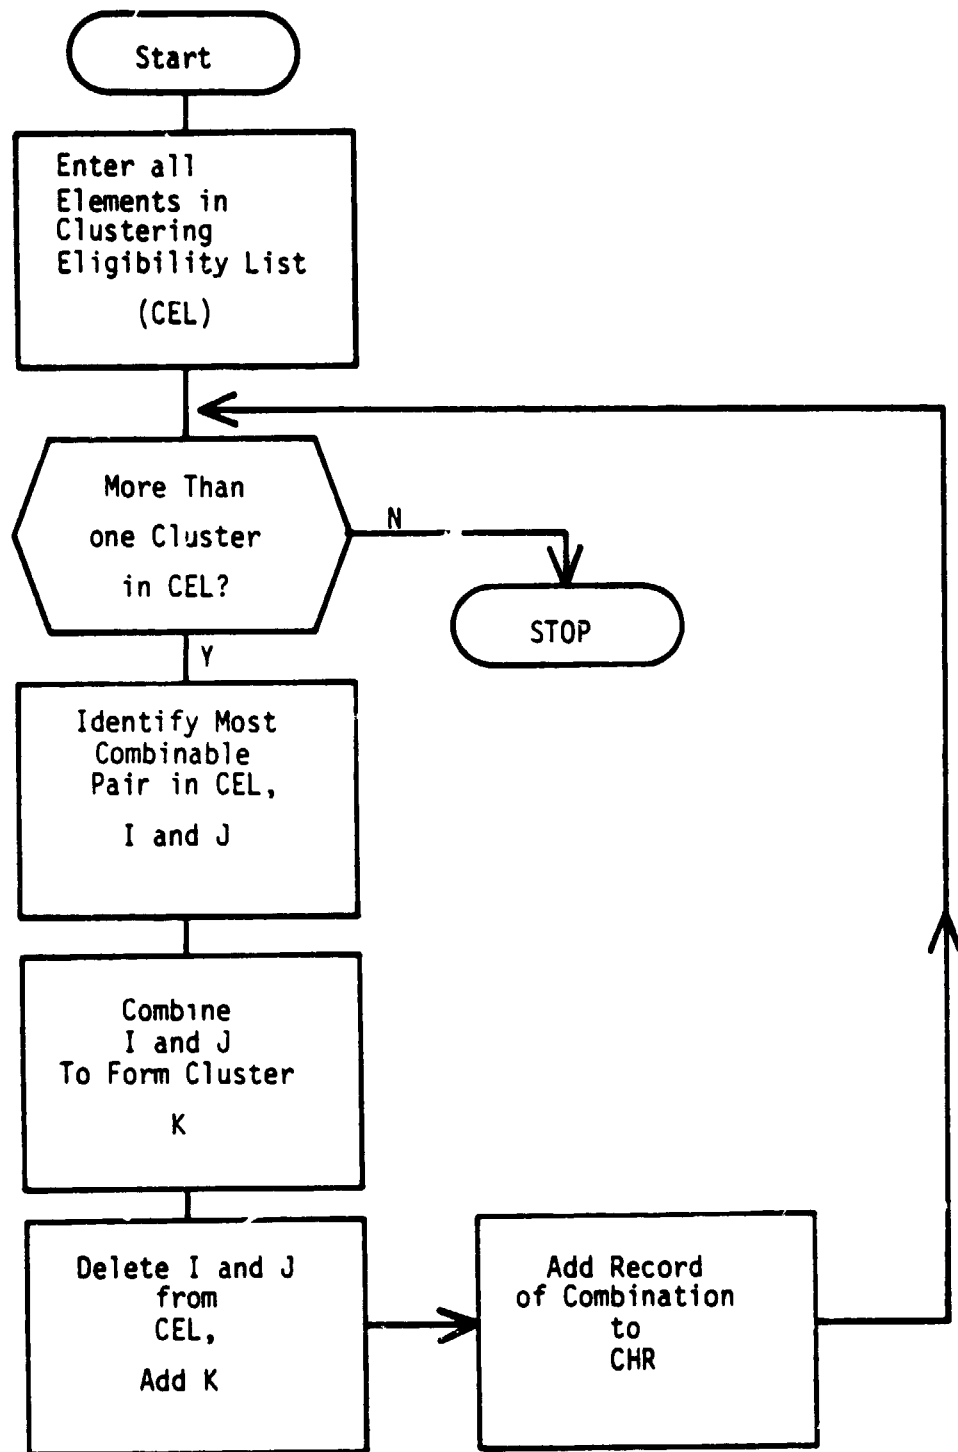 Start
Enter all
Elements in
Clustering
Eligibility List
(CEL)
More Than
one Cluster
in CEL?
N
STOP
Y
Identify Most
Combinable
Pair in CEL,
I and J
Combine
I and J
To Form Cluster
K
Delete I and J
from
CEL,
Add K
Add Record
of Combination
to
CHR